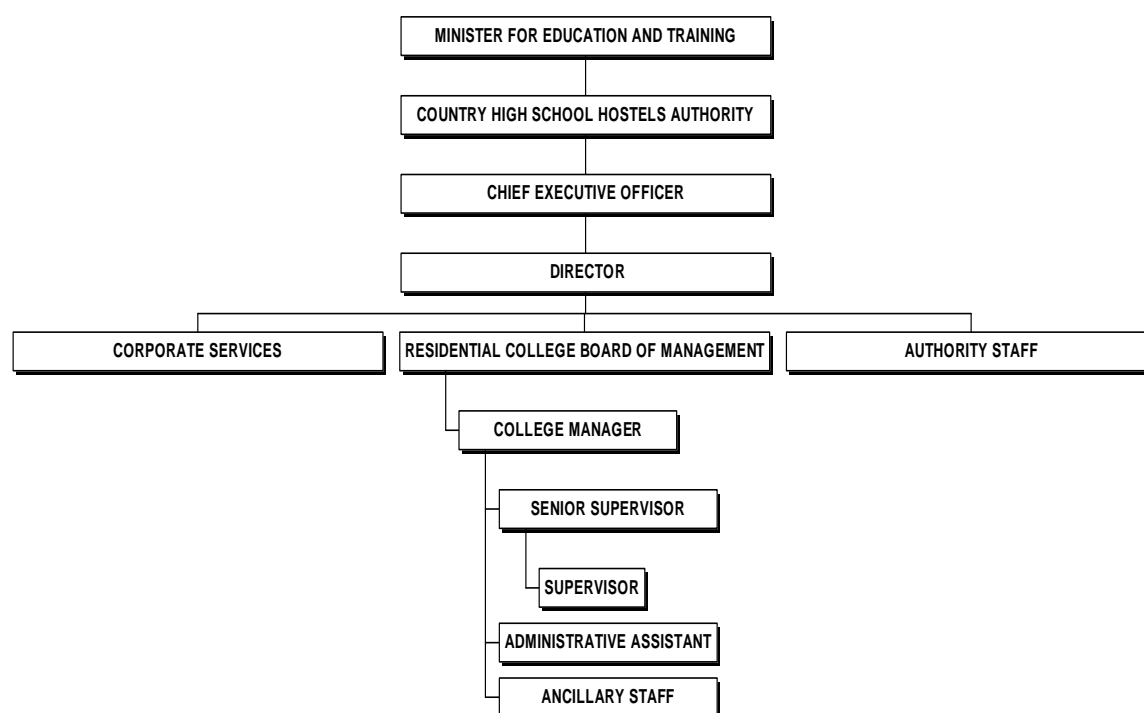 MINISTER FOR EDUCATION AND TRAINING
COUNTRY HIGH SCHOOL HOSTELS AUTHORITY
CHIEF EXECUTIVE OFFICER
DIRECTOR
CORPORATE SERVICES
RESIDENTIAL COLLEGE BOARD OF MANAGEMENT
AUTHORITY STAFF
COLLEGE MANAGER
SENIOR SUPERVISOR
SUPERVISOR
ADMINISTRATIVE ASSISTANT
ANCILLARY STAFF